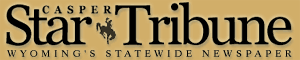 CASPER
Star Tribune
WYOMING'S STATEWIDE NEWSPAPER